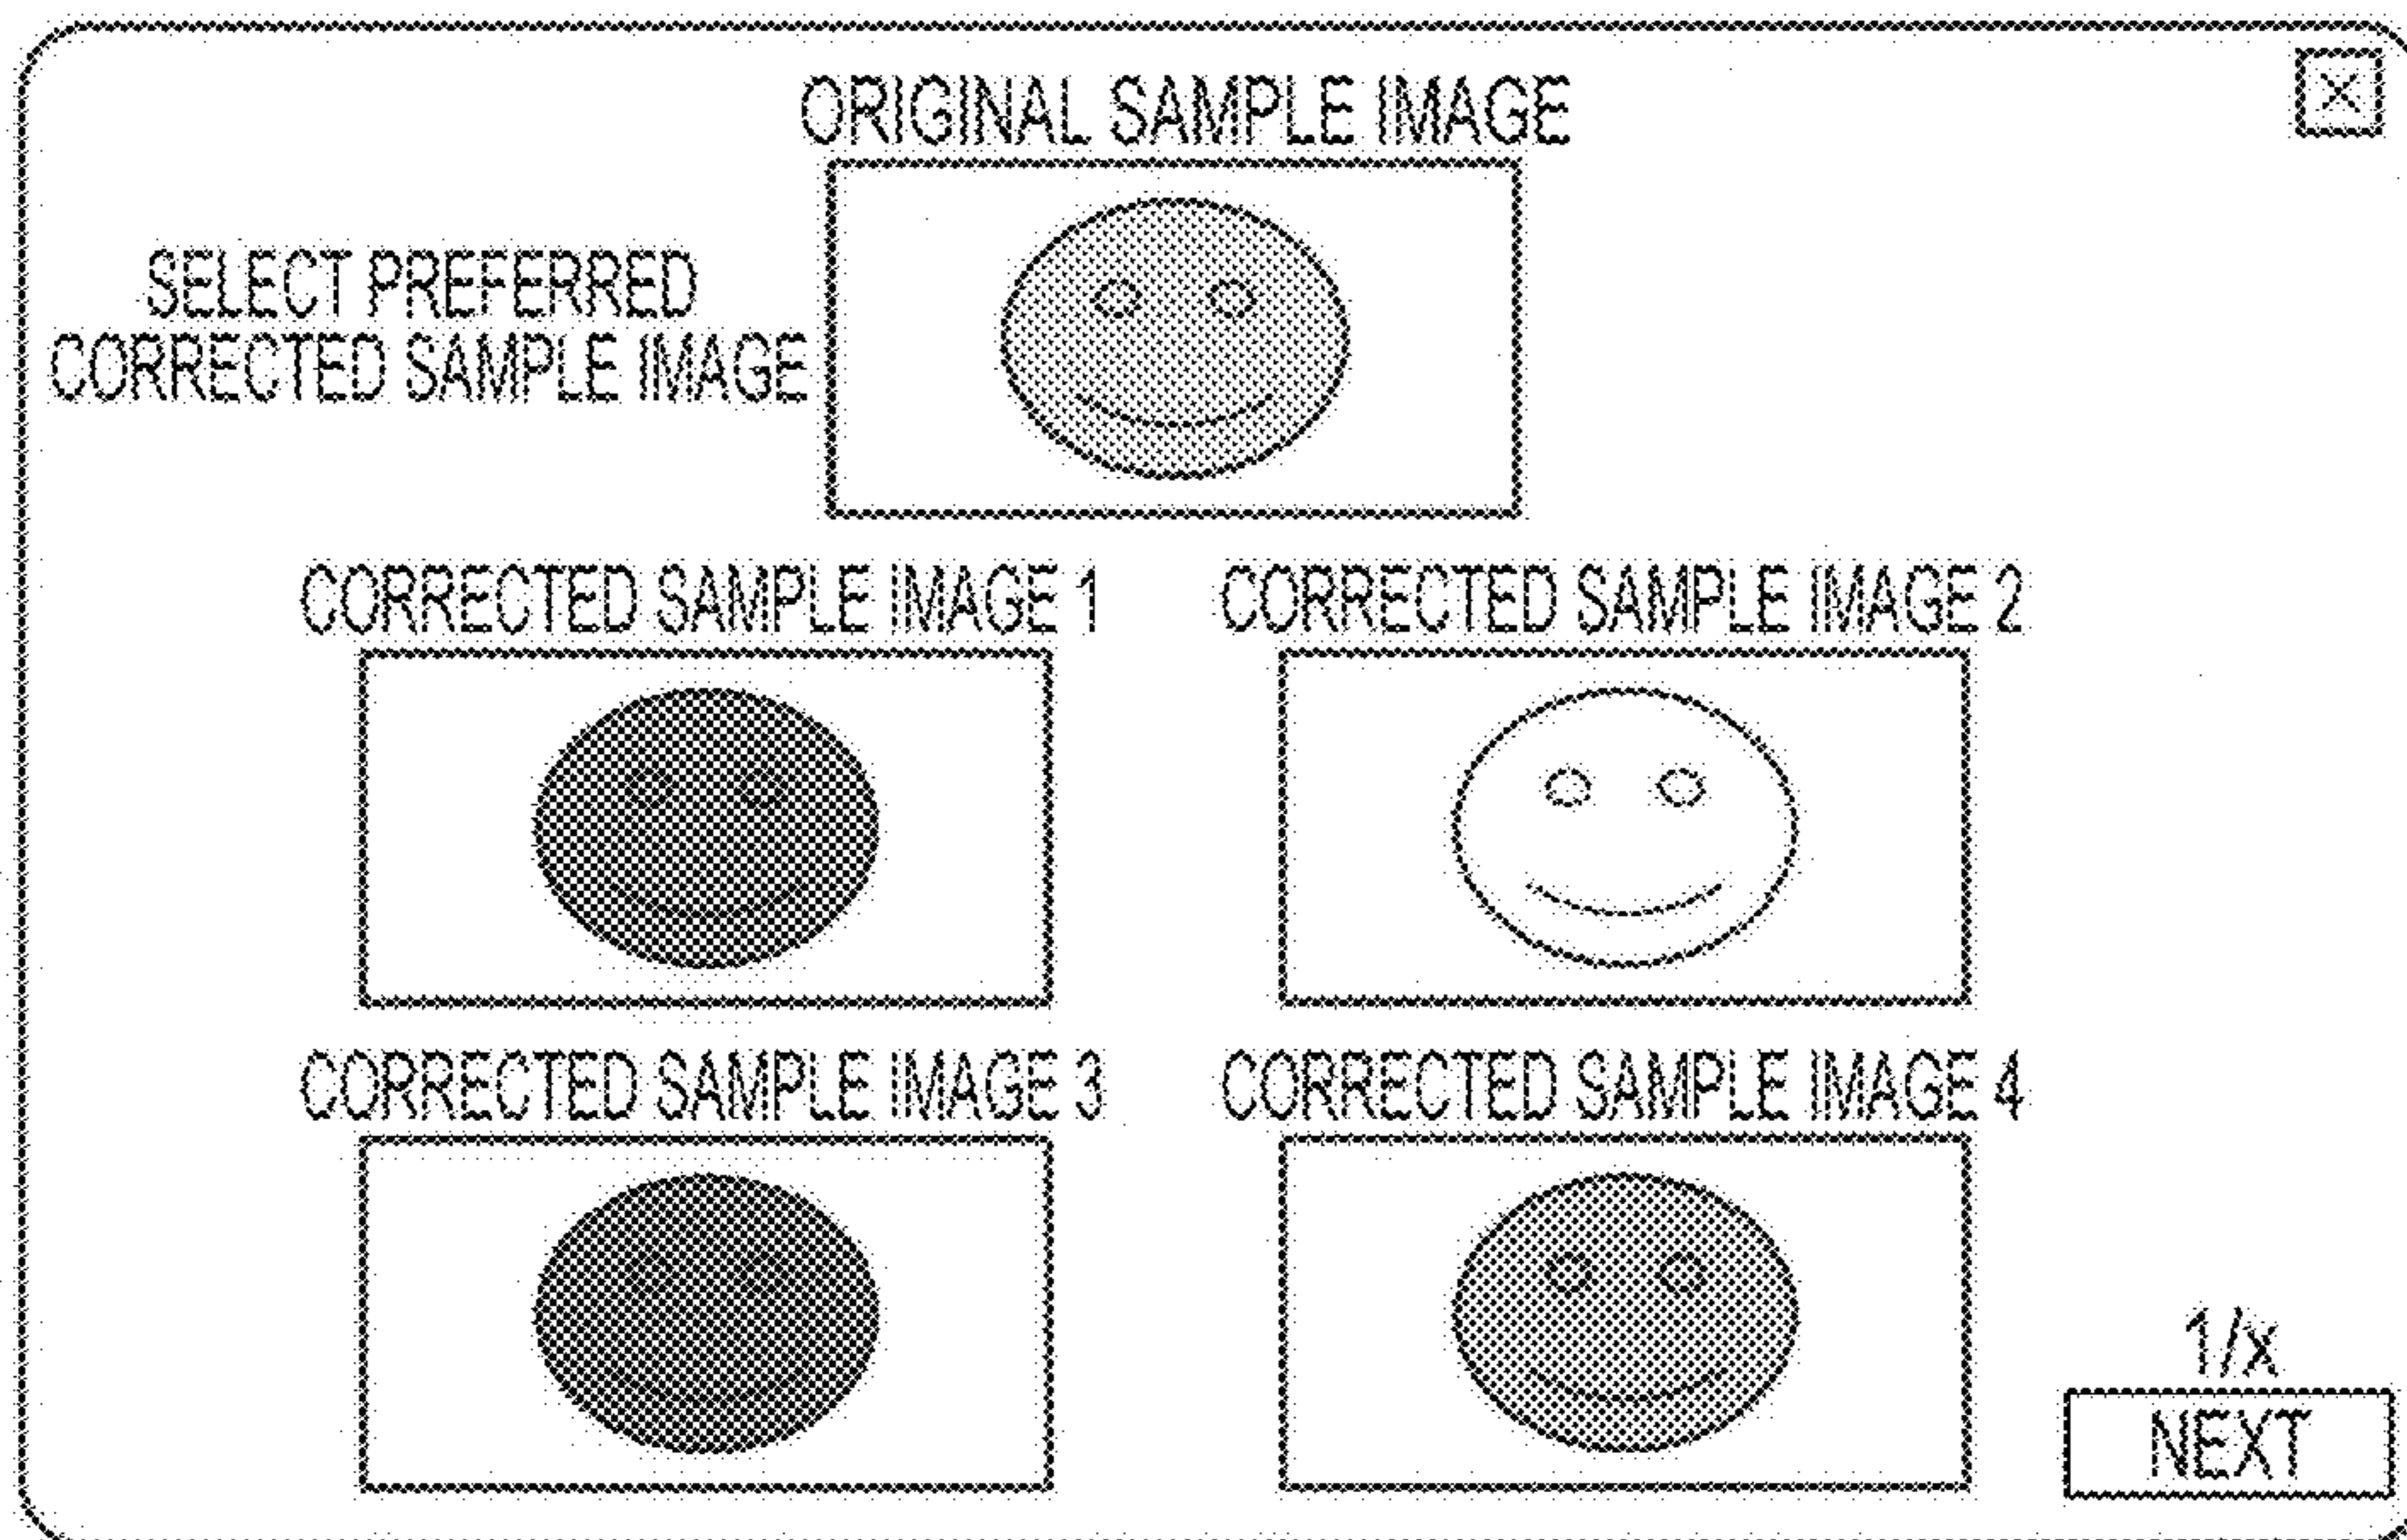 ORIGINAL SAMPLE IMAGE
X
SELECT PREFERRED
CORRECTED SAMPLE IMAGE
CORRECTED SAMPLE IMAGE 1
CORRECTED SAMPLE IMAGE 2
CORRECTED SAMPLE IMAGE 3
CORRECTED SAMPLE IMAGE 4
1/x
NEXT